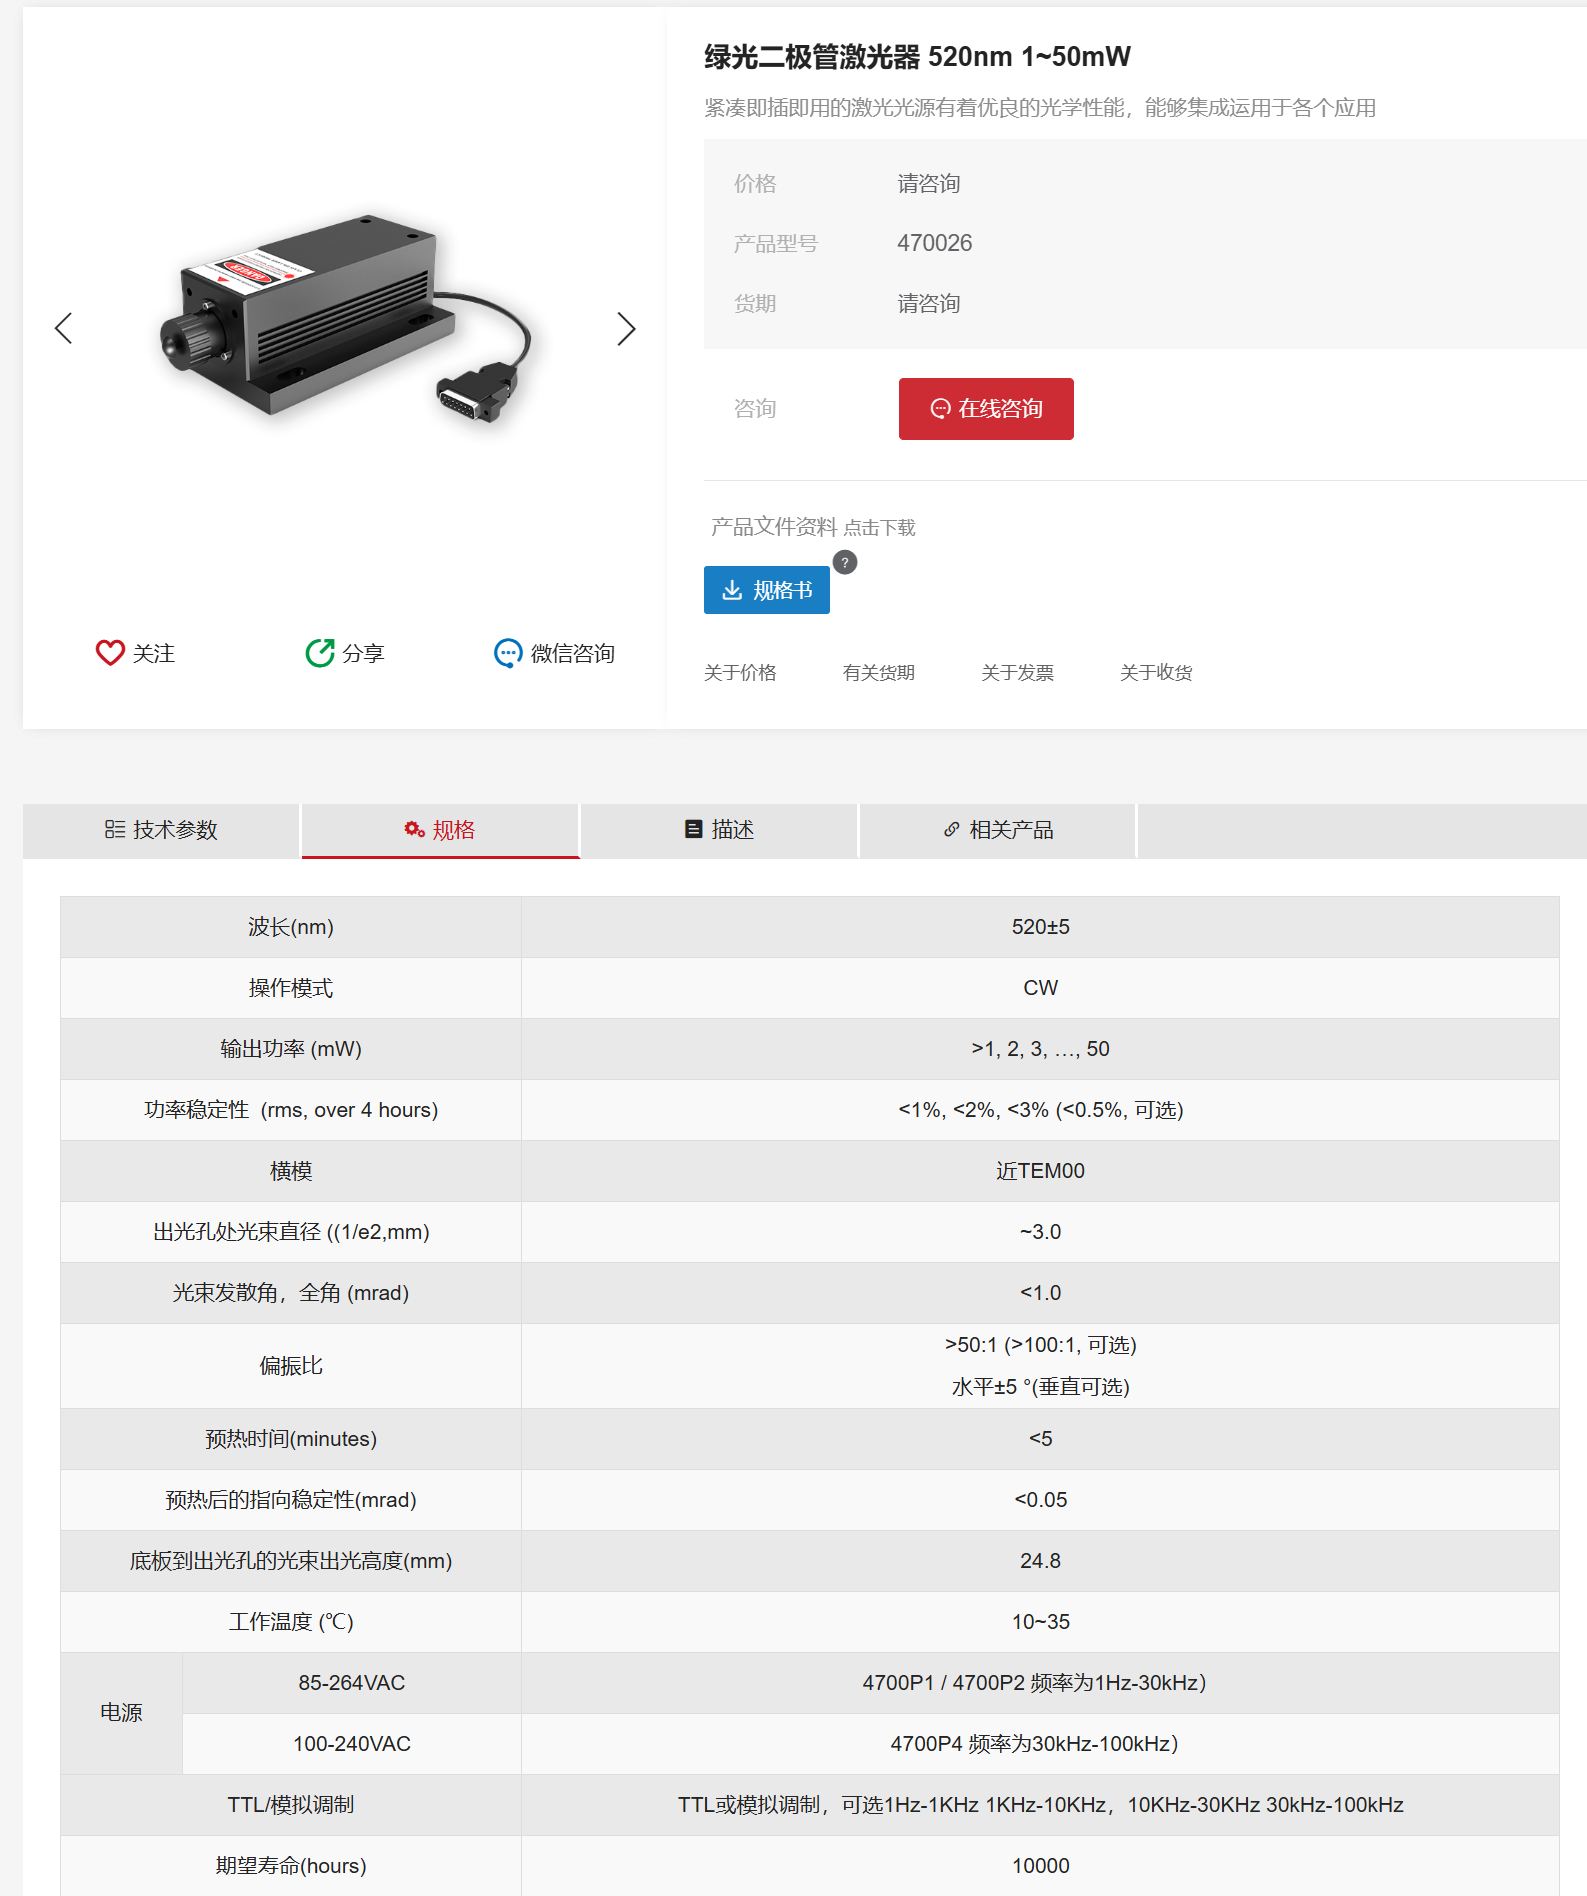 绿光二极管激光器 520nm 1~50mW
紧凑即插即用的激光光源有着优良的光学性能，能够集成运用于各个应用
价格 请咨询
产品型号 470026
货期 请咨询
咨询 在线咨询
产品文件资料 点击下载
?
规格书
关于价格 有关货期 关于发票 关于收货
DANGER
关注 分享 微信咨询
技术参数 规格 描述 相关产品
波长(nm) 520±5
操作模式 CW
输出功率 (mW) >1, 2, 3, …, 50
功率稳定性 (rms, over 4 hours) <1%, <2%, <3% (<0.5%, 可选)
横模 近TEM00
出光孔处光束直径 ((1/e2,mm) ~3.0
光束发散角，全角 (mrad) <1.0
偏振比 >50:1 (>100:1, 可选)
水平±5 °(垂直可选)
预热时间(minutes) <5
预热后的指向稳定性(mrad) <0.05
底板到出光孔的光束出光高度(mm) 24.8
工作温度 (℃) 10~35
电源 85-264VAC 4700P1 / 4700P2 频率为1Hz-30kHz）
100-240VAC 4700P4 频率为30kHz-100kHz）
TTL/模拟调制 TTL或模拟调制，可选1Hz-1KHz 1KHz-10KHz，10KHz-30KHz 30kHz-100kHz
期望寿命(hours) 10000